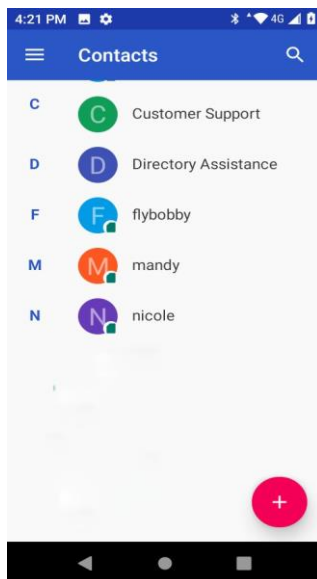 4:21 PM 4G
Contacts
C C Customer Support
D D Directory Assistance
F F flybobby
M M mandy
N N nicole
+